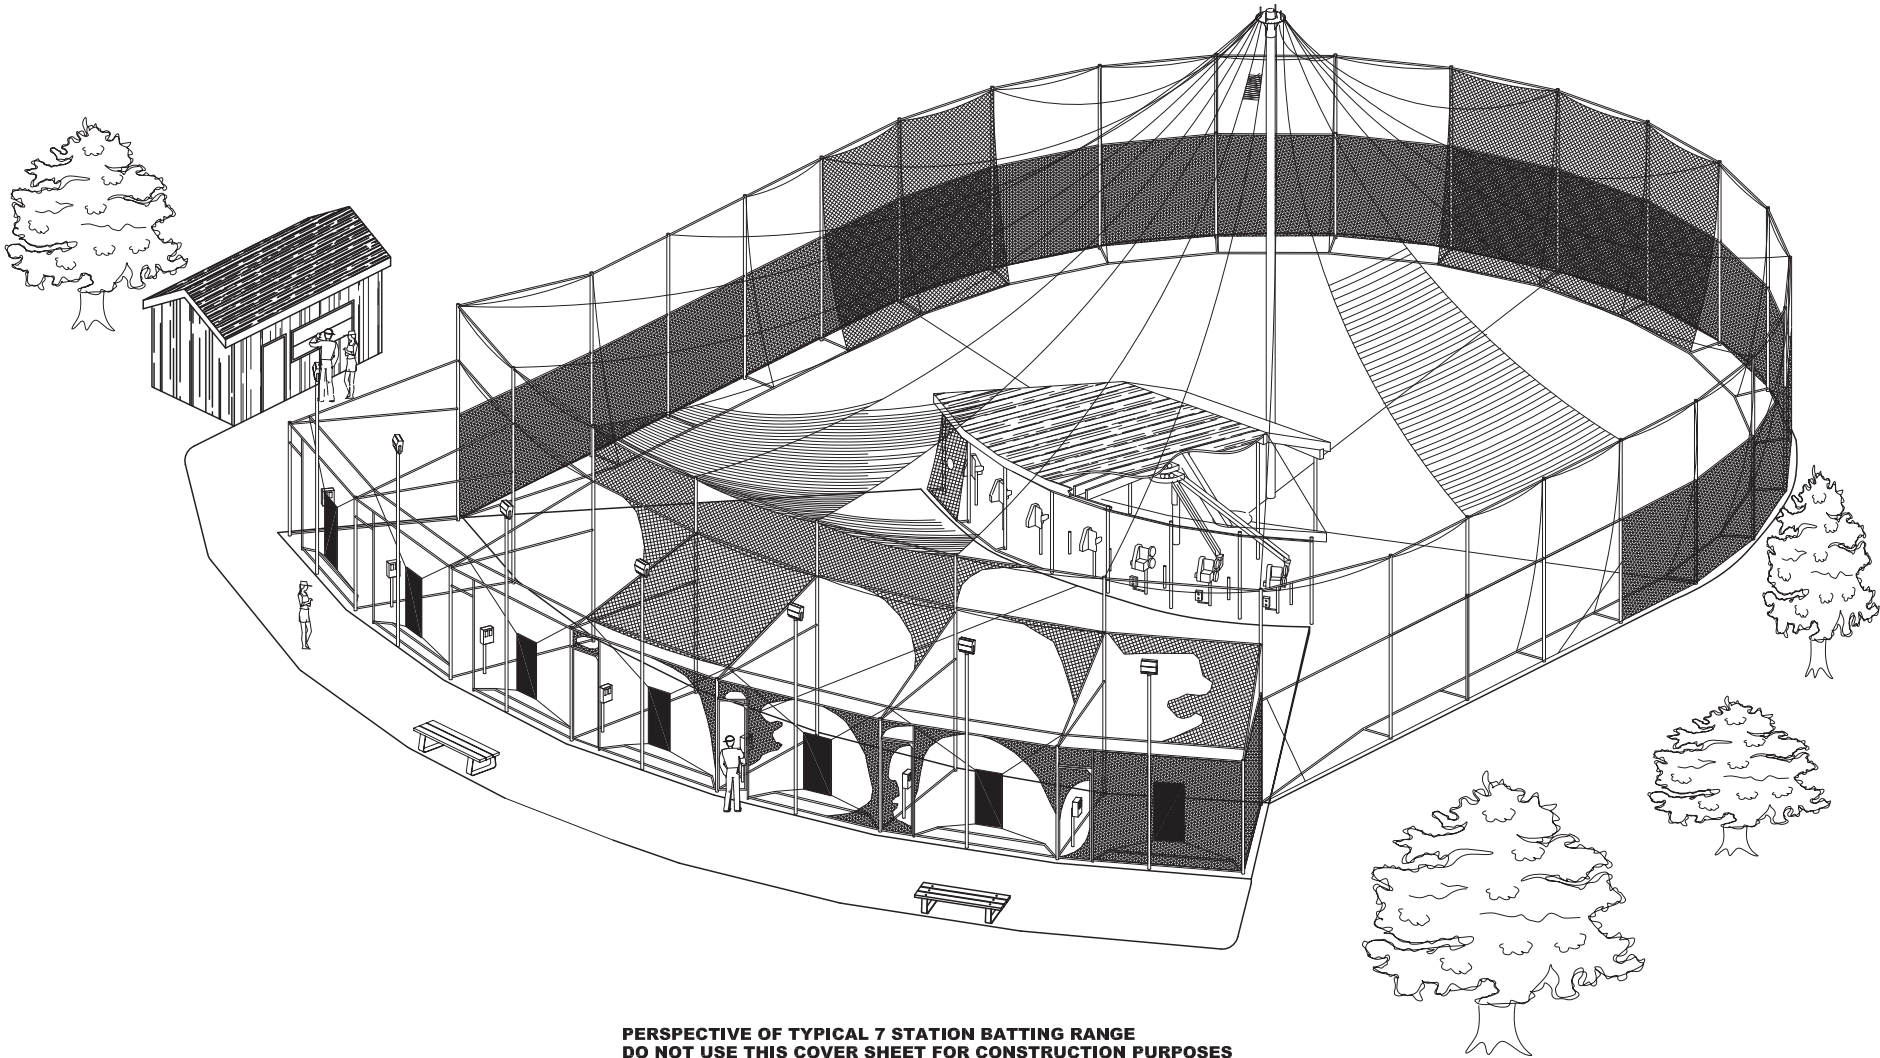 PERSPECTIVE OF TYPICAL 7 STATION BATTING RANGE
DO NOT USE THIS COVER SHEET FOR CONSTRUCTION PURPOSES